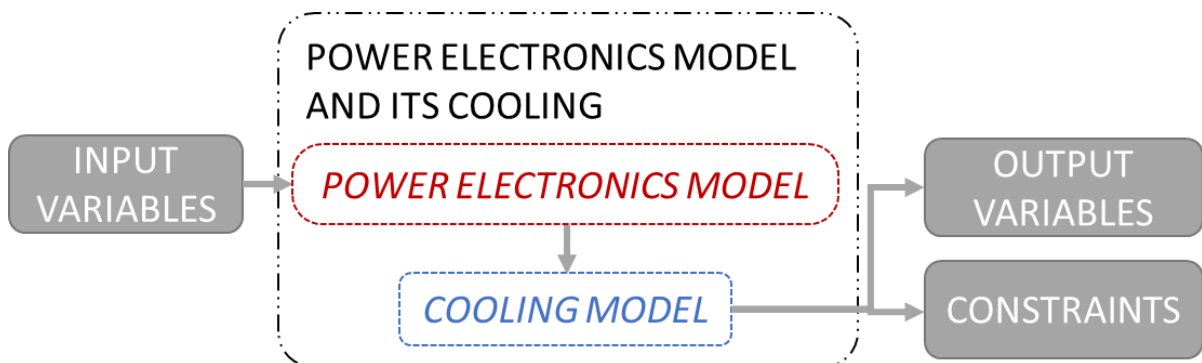 POWER ELECTRONICS MODEL
AND ITS COOLING
INPUT
VARIABLES
POWER ELECTRONICS MODEL
COOLING MODEL
OUTPUT
VARIABLES
CONSTRAINTS